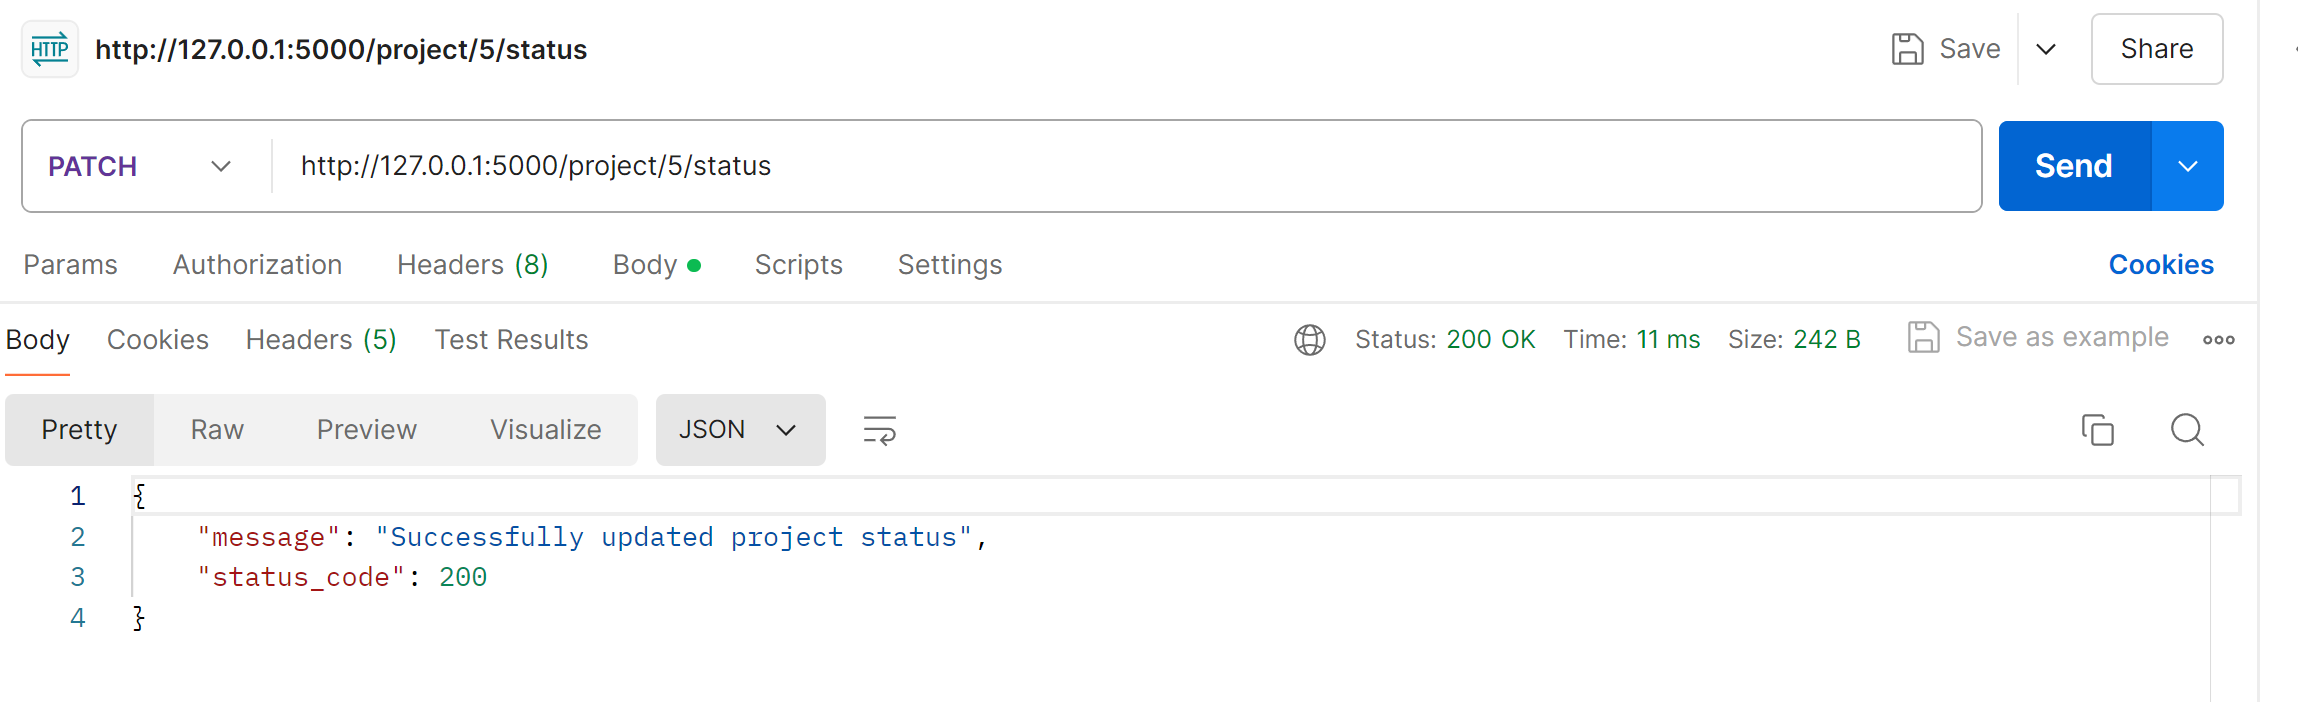 HTTP http://127.0.0.1:5000/project/5/status Save Share
PATCH http://127.0.0.1:5000/project/5/status Send
Params Authorization Headers (8) Body Scripts Settings Cookies
Body Cookies Headers (5) Test Results Status: 200 OK Time: 11 ms Size: 242 B Save as example
Pretty Raw Preview Visualize JSON
1 {
2 "message": "Successfully updated project status",
3 "status_code": 200
4 }